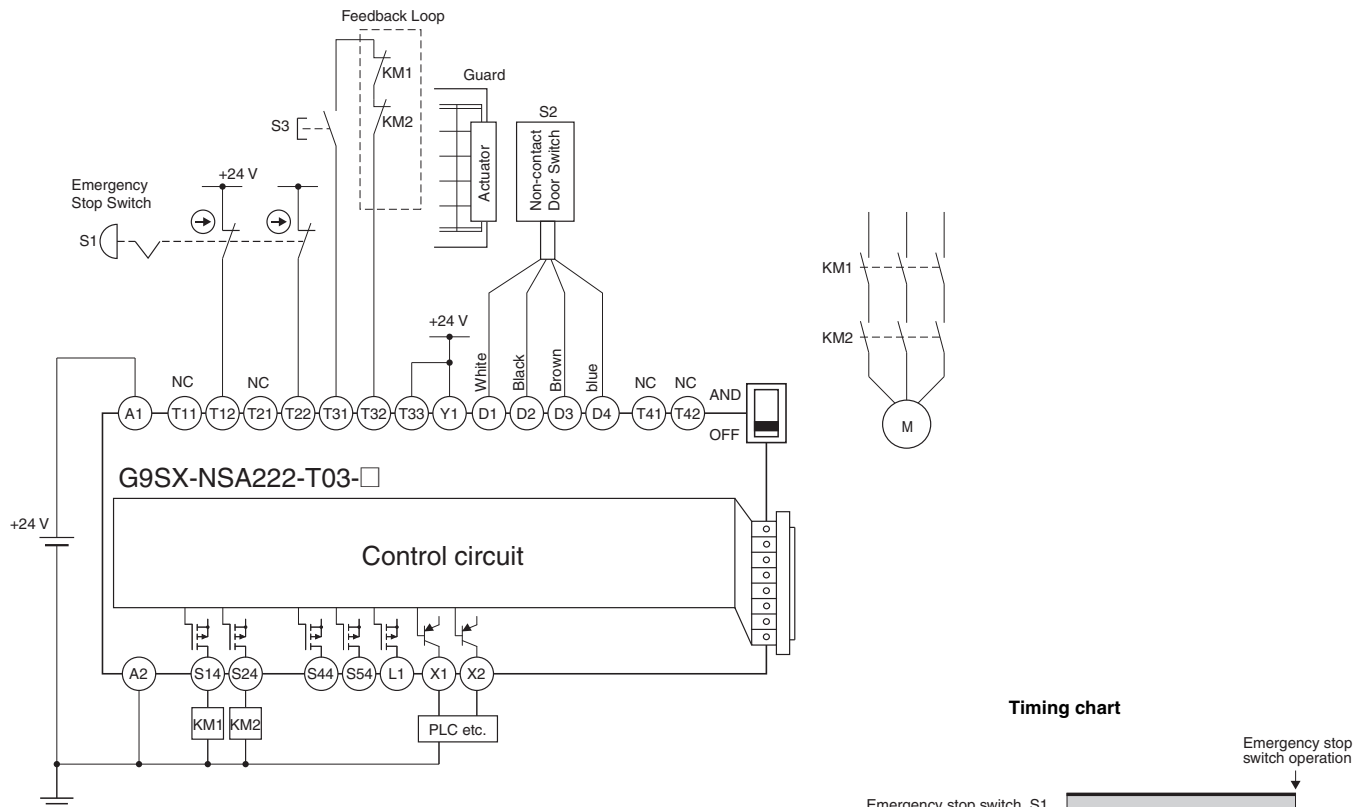 Feedback Loop
KM1
Guard
S2
S3
KM2
Actuator
Non-contact
Door Switch
+24 V
Emergency
Stop Switch
S1
KM1
+24 V
KM2
White
Black
Brown
blue
NC
NC
NC
NC
AND
A1
T11
T12
T21
T22
T31
T32
T33
Y1
D1
D2
D3
D4
T41
T42
OFF
M
G9SX-NSA222-T03-□
+24 V
Control circuit
A2
S14
S24
S44
S54
L1
X1
X2
KM1
KM2
PLC etc.
Timing chart
Emergency stop
switch operation
Emergency stop switch S1